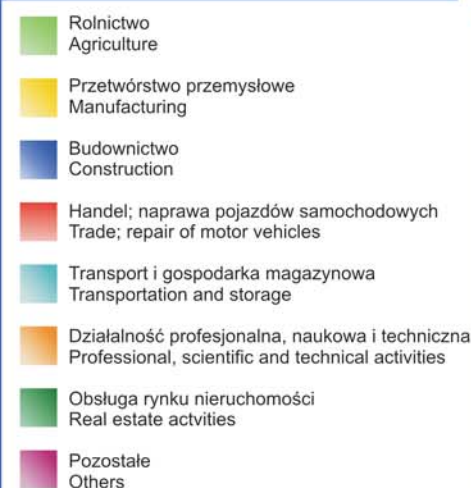 Rolnictwo
Agriculture
Przetwórstwo przemysłowe
Manufacturing
Budownictwo
Construction
Handel; naprawa pojazdów samochodowych
Trade; repair of motor vehicles
Transport i gospodarka magazynowa
Transportation and storage
Działalność profesjonalna, naukowa i techniczna
Professional, scientific and technical activities
Obsługa rynku nieruchomości
Real estate actvities
Pozostałe
Others